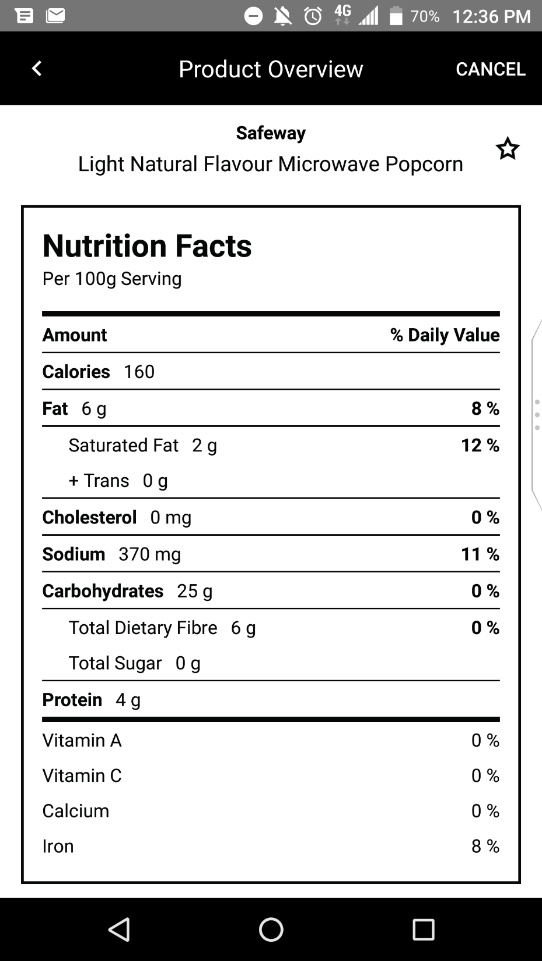 4G 70% 12:36 PM
Product Overview CANCEL
Safeway
Light Natural Flavour Microwave Popcorn
Nutrition Facts
Per 100g Serving
Amount % Daily Value
Calories 160
Fat 6 g 8 %
Saturated Fat 2 g 12 %
+ Trans 0 g
Cholesterol 0 mg 0 %
Sodium 370 mg 11 %
Carbohydrates 25 g 0 %
Total Dietary Fibre 6 g 0 %
Total Sugar 0 g
Protein 4 g
Vitamin A 0 %
Vitamin C 0 %
Calcium 0 %
Iron 8 %